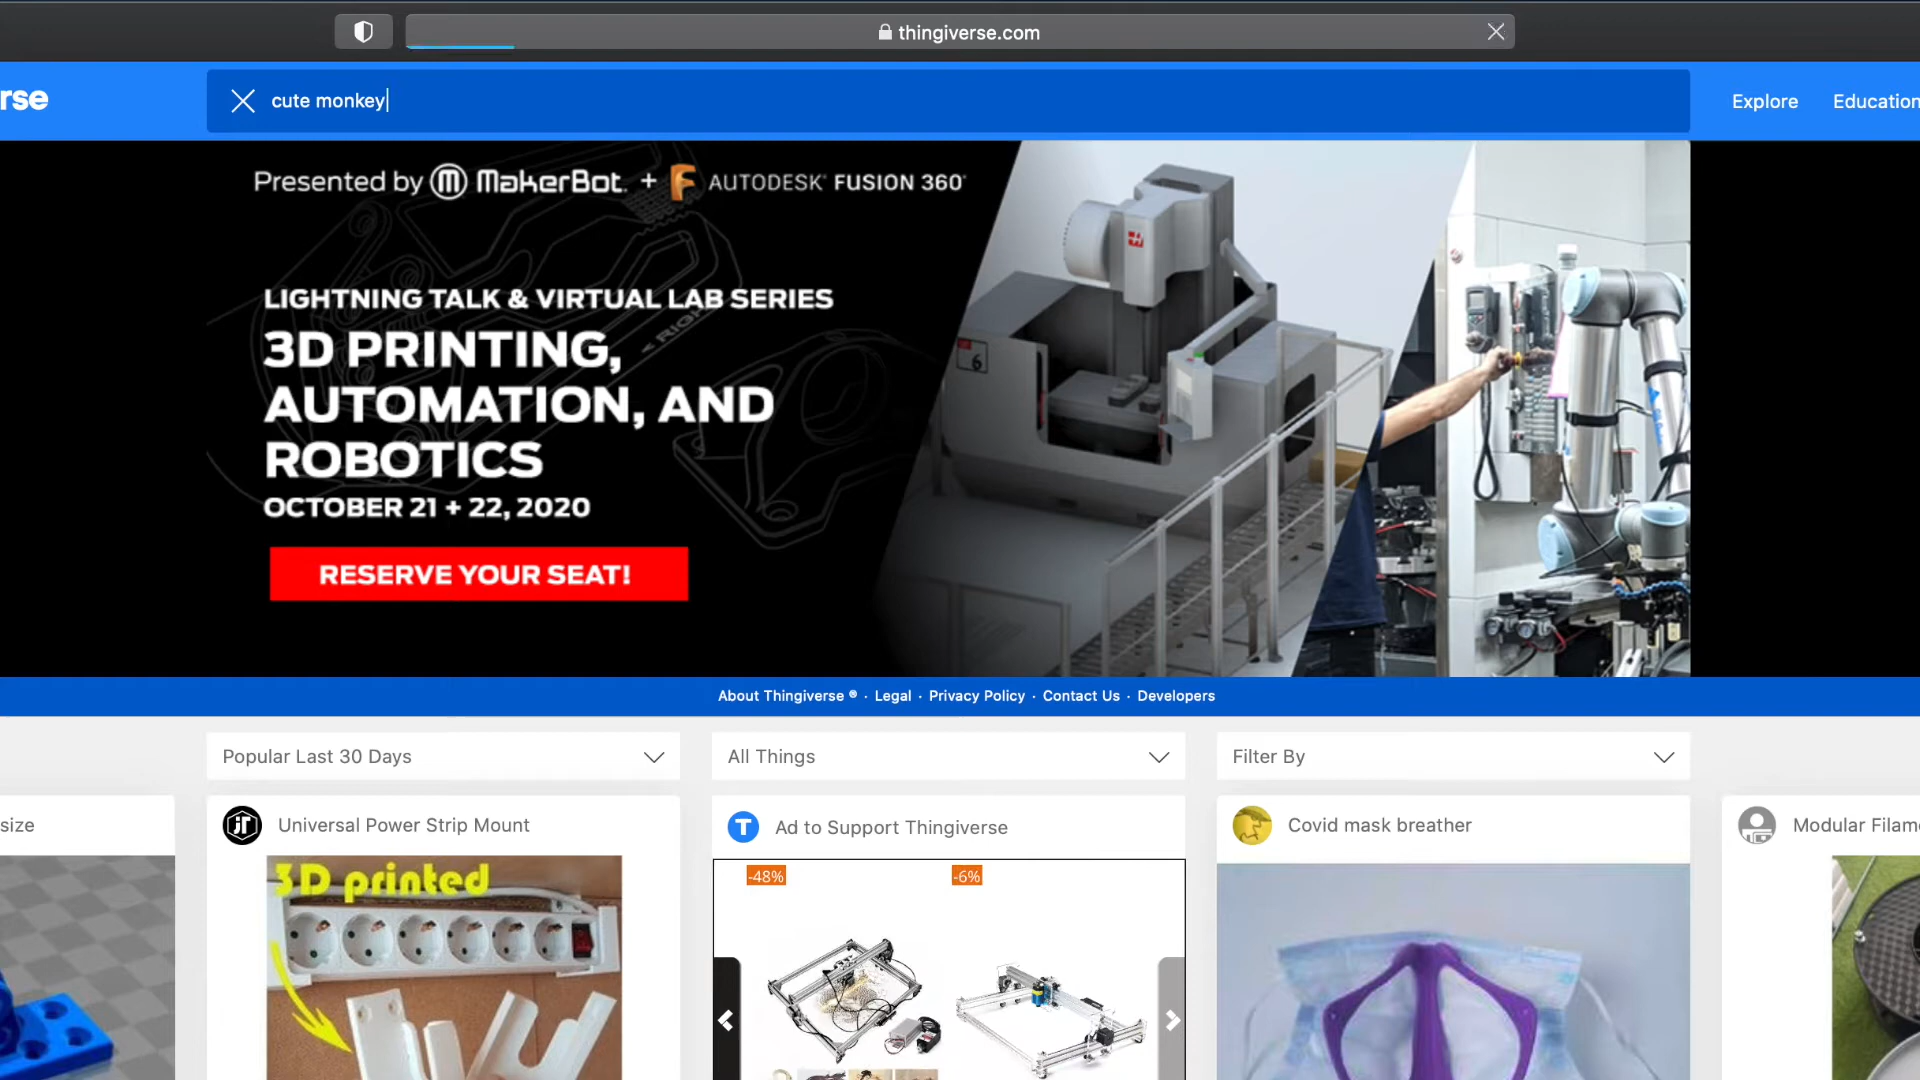 thingiverse.com
rse
cute monkey
Explore
Education
Presented by MakerBot. + AUTODESK® FUSION 360®
LIGHTNING TALK & VIRTUAL LAB SERIES
3D PRINTING,
AUTOMATION, AND
ROBOTICS
OCTOBER 21 + 22, 2020
RESERVE YOUR SEAT!
RIGHT
6
About Thingiverse ® · Legal · Privacy Policy · Contact Us · Developers
Popular Last 30 Days
All Things
Filter By
size
Universal Power Strip Mount
Ad to Support Thingiverse
Covid mask breather
Modular Filam
3D printed
-48%
-6%